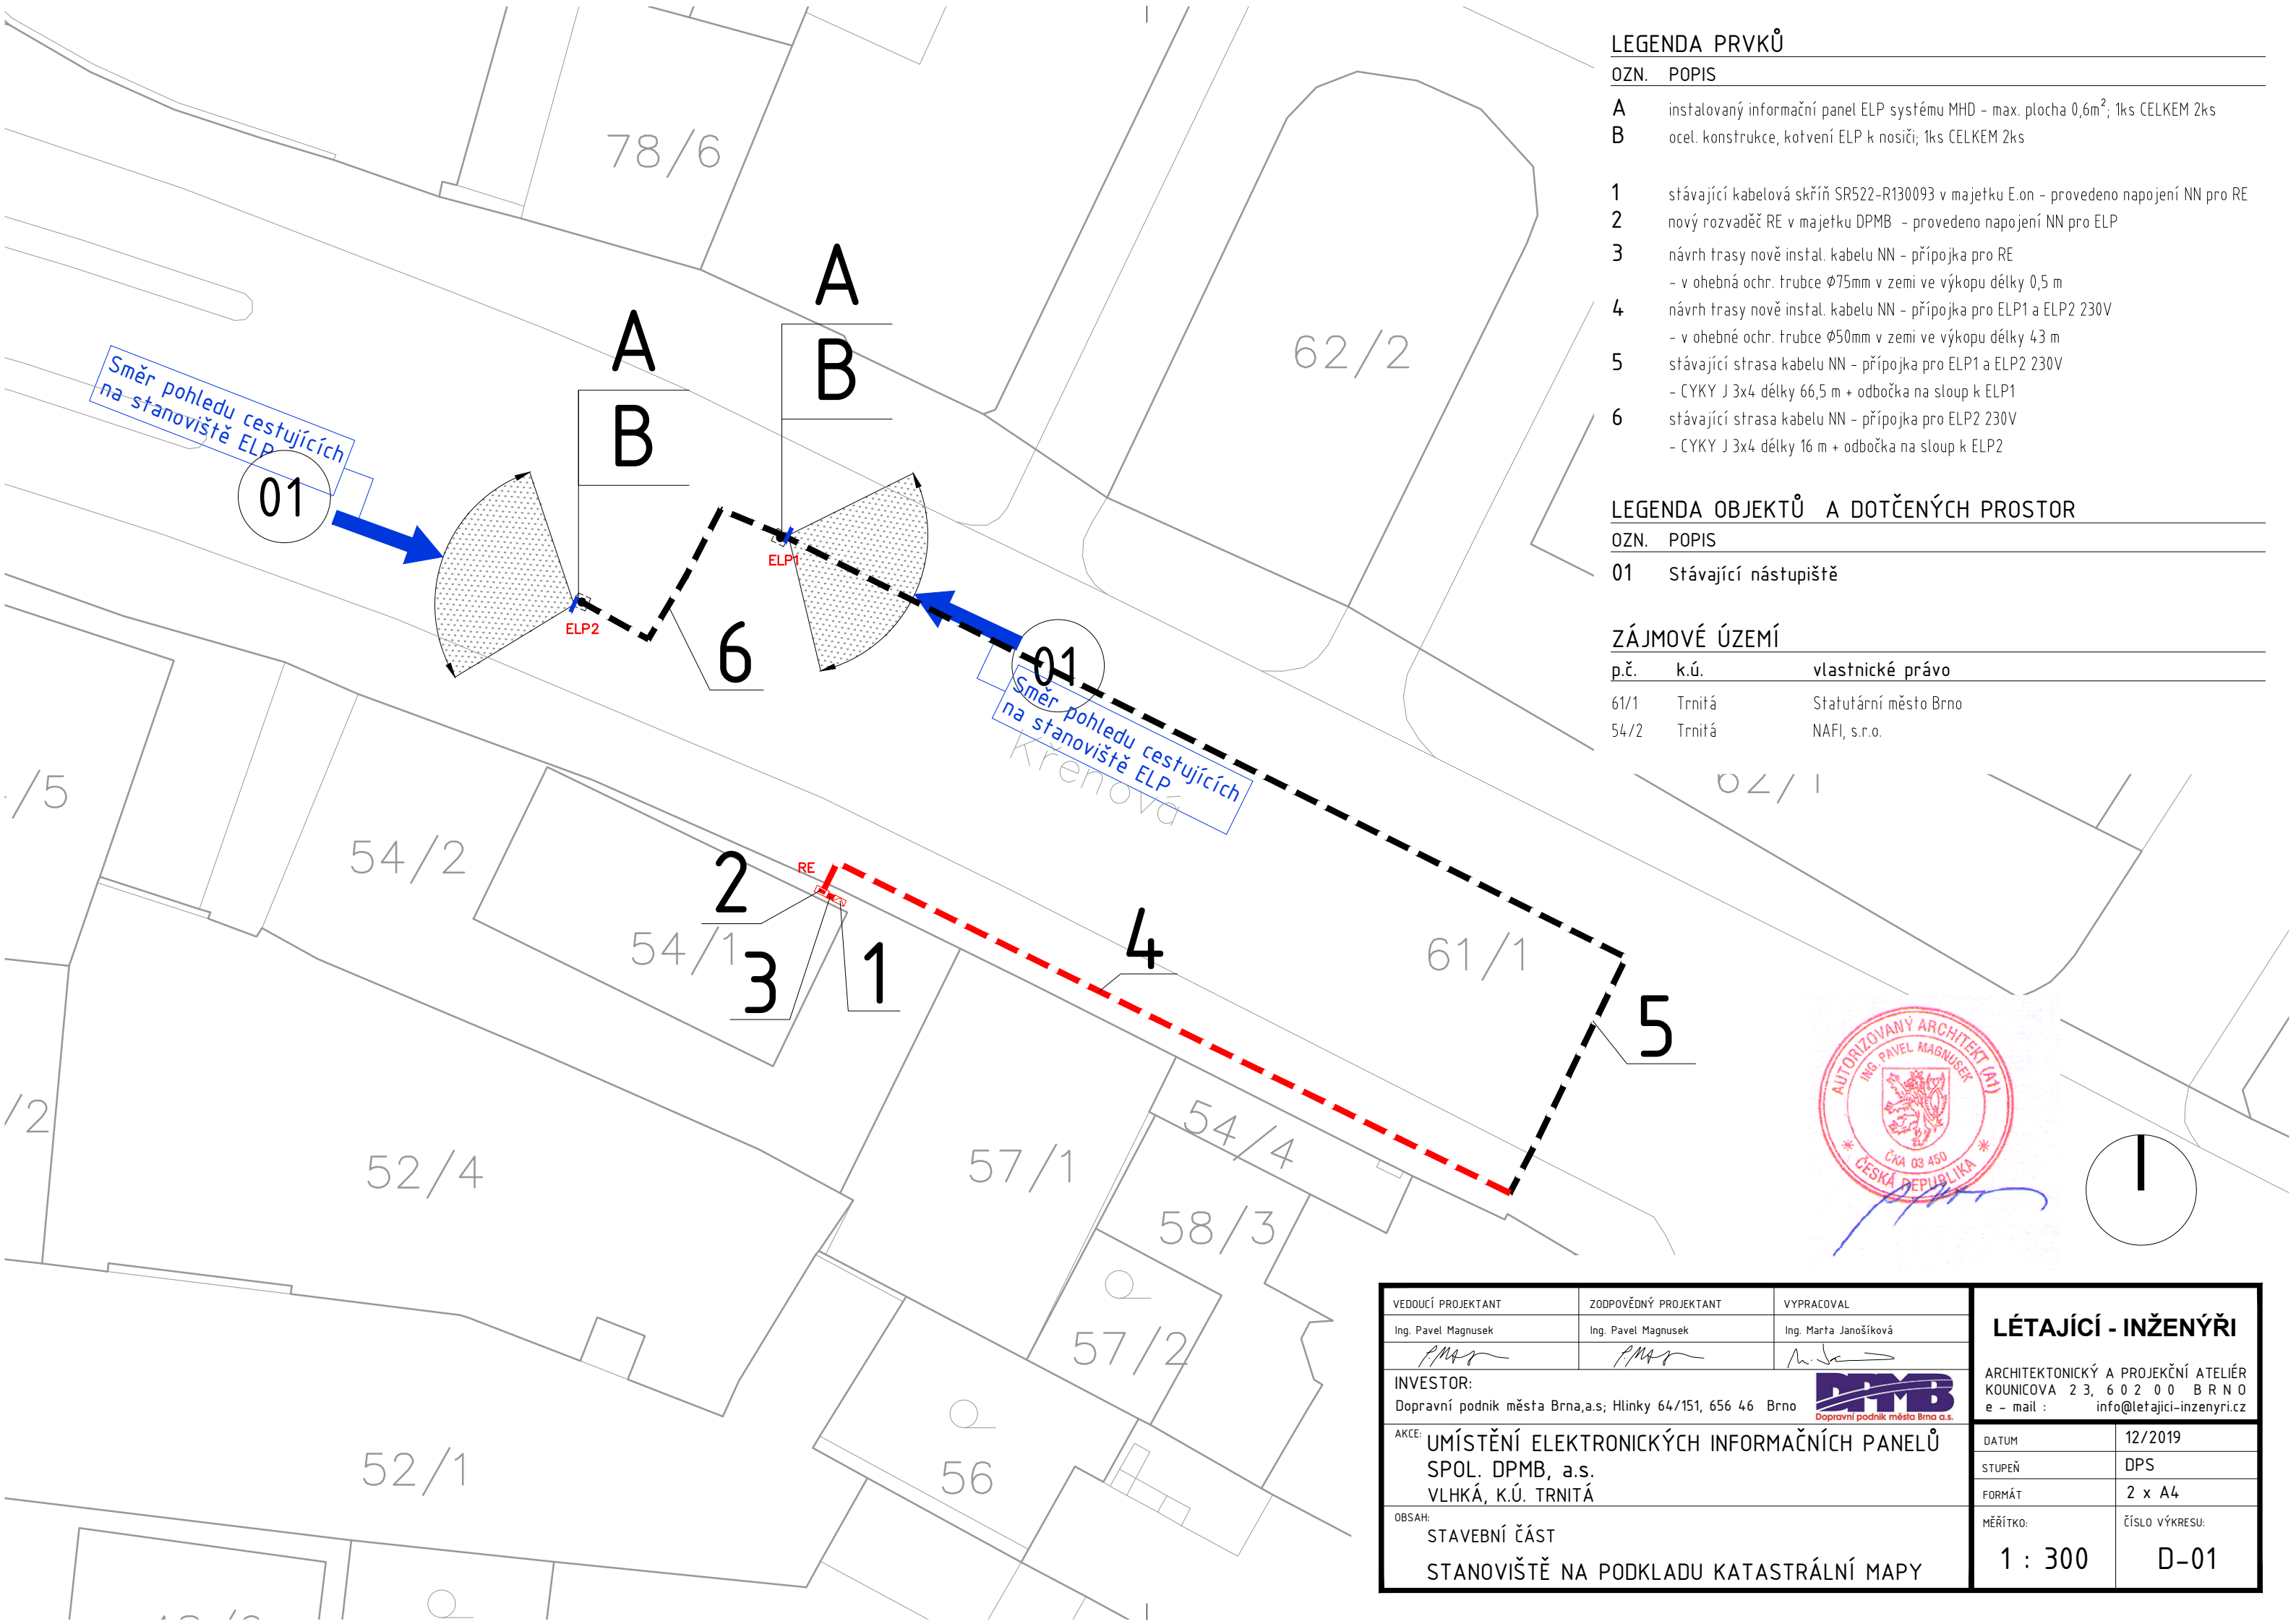 LEGENDA PRVKŮ
OZN. POPIS
A instalovaný informační panel ELP systému MHD - max. plocha 0,6m²; 1ks CELKEM 2ks
B ocel. konstrukce, kotvení ELP k nosiči; 1ks CELKEM 2ks
1 stávající kabelová skříň SR522-R130093 v majetku E.on - provedeno napojení NN pro RE
2 nový rozvaděč RE v majetku DPMB - provedeno napojení NN pro ELP
3 návrh trasy nově instal. kabelu NN - přípojka pro RE
- v ohebná ochr. trubce Ø75mm v zemi ve výkopu délky 0,5 m
4 návrh trasy nově instal. kabelu NN - přípojka pro ELP1 a ELP2 230V
- v ohebné ochr. trubce Ø50mm v zemi ve výkopu délky 43 m
5 stávající strasa kabelu NN - přípojka pro ELP1 a ELP2 230V
- CYKY J 3x4 délky 66,5 m + odbočka na sloup k ELP1
6 stávající strasa kabelu NN - přípojka pro ELP2 230V
- CYKY J 3x4 délky 16 m + odbočka na sloup k ELP2
LEGENDA OBJEKTŮ A DOTČENÝCH PROSTOR
OZN. POPIS
01 Stávající nástupiště
ZÁJMOVÉ ÚZEMÍ
p.č. k.ú. vlastnické právo
61/1 Trnitá Statutární město Brno
54/2 Trnitá NAFI, s.r.o.
78/6
62/2
A
B
A
B
Směr pohledu cestujících
na stanoviště ELP
01
ELP1
ELP2
6
01
Směr pohledu cestujících
na stanoviště ELP
Křenová
62/1
/5
54/2
RE
2
54/1
3
1
4
61/1
5
/2
52/4
57/1
54/4
58/3
57/2
52/1
56
AUTORIZOVANÝ ARCHITEKT (A1)
ING. PAVEL MAGNUSEK
ČKA 03 450
ČESKÁ REPUBLIKA
VEDOUCÍ PROJEKTANT ZODPOVĚDNÝ PROJEKTANT VYPRACOVAL
Ing. Pavel Magnusek Ing. Pavel Magnusek Ing. Marta Janošíková
INVESTOR:
Dopravní podnik města Brna,a.s; Hlinky 64/151, 656 46 Brno
DPMB
Dopravní podnik města Brna a.s.
AKCE: UMÍSTĚNÍ ELEKTRONICKÝCH INFORMAČNÍCH PANELŮ
SPOL. DPMB, a.s.
VLHKÁ, K.Ú. TRNITÁ
OBSAH:
STAVEBNÍ ČÁST
STANOVIŠTĚ NA PODKLADU KATASTRÁLNÍ MAPY
LÉTAJÍCÍ - INŽENÝŘI
ARCHITEKTONICKÝ A PROJEKČNÍ ATELIÉR
KOUNICOVA 23, 602 00 BRNO
e - mail : info@letajici-inzenyri.cz
DATUM 12/2019
STUPEŇ DPS
FORMÁT 2 x A4
MĚŘÍTKO: ČÍSLO VÝKRESU:
1 : 300 D-01